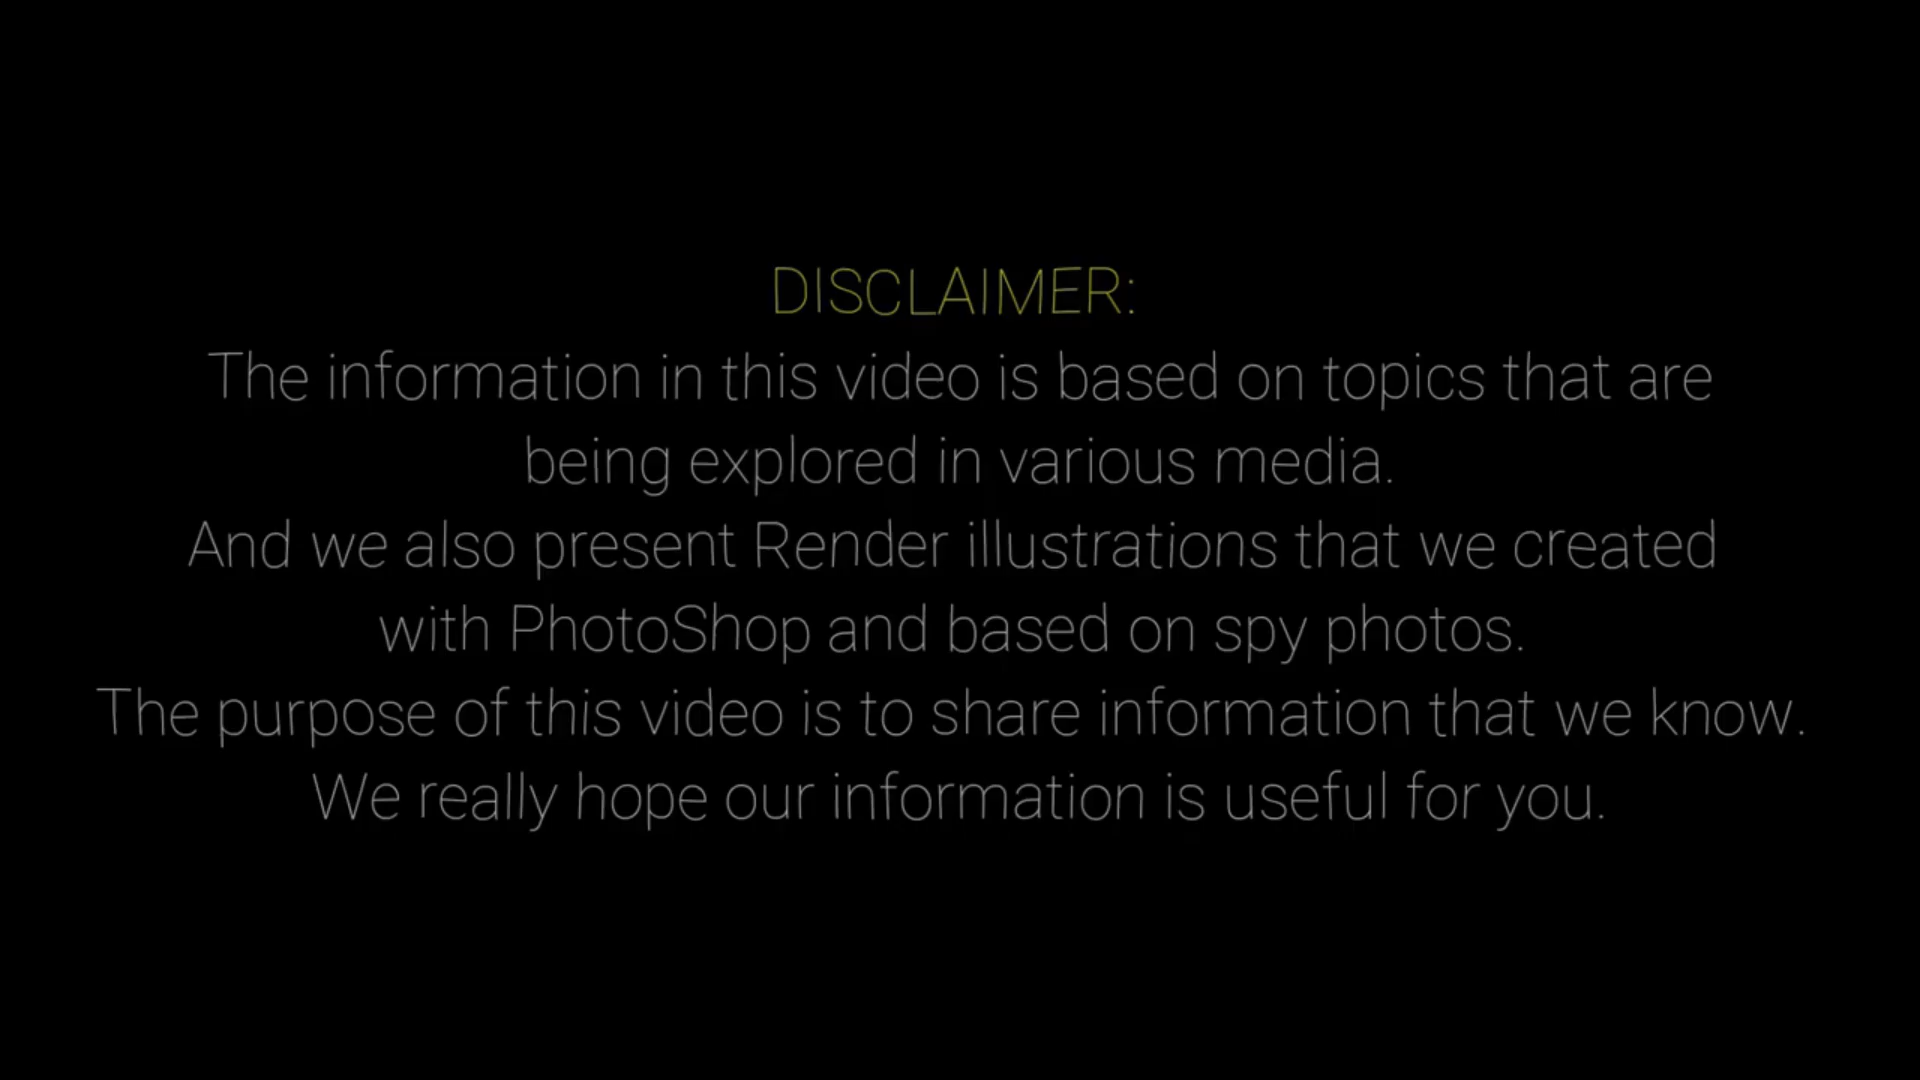 DISCLAIMER:
The information in this video is based on topics that are
being explored in various media.
And we also present Render illustrations that we created
with PhotoShop and based on spy photos.
The purpose of this video is to share information that we know.
We really hope our information is useful for you.